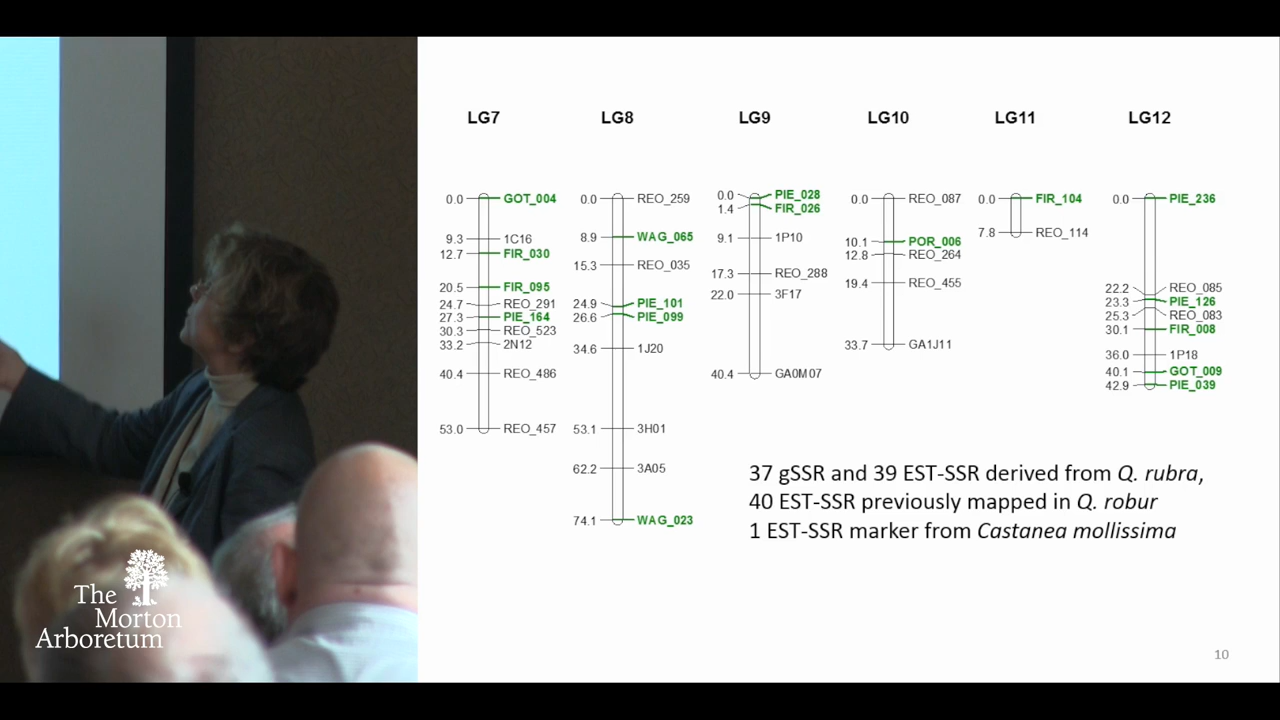 LG7 LG8 LG9 LG10 LG11 LG12
0.0 GOT_004
9.3 1C16
12.7 FIR_030
20.5 FIR_095
24.7 REO_291
27.3 PIE_164
30.3 REO_523
33.2 2N12
40.4 REO_486
53.0 REO_457
0.0 REO_259
8.9 WAG_065
15.3 REO_035
24.9 PIE_101
26.6 PIE_099
34.6 1J20
53.1 3H01
62.2 3A05
74.1 WAG_023
0.0 PIE_028
1.4 FIR_026
9.1 1P10
17.3 REO_288
22.0 3F17
40.4 GA0M07
0.0 REO_087
10.1 POR_006
12.8 REO_264
19.4 REO_455
33.7 GA1J11
0.0 FIR_104
7.8 REO_114
0.0 PIE_236
22.2 REO_085
23.3 PIE_126
25.3 REO_083
30.1 FIR_008
36.0 1P18
40.1 GOT_009
42.9 PIE_039
37 gSSR and 39 EST-SSR derived from Q. rubra,
40 EST-SSR previously mapped in Q. robur
1 EST-SSR marker from Castanea mollissima
The
Morton
Arboretum
10